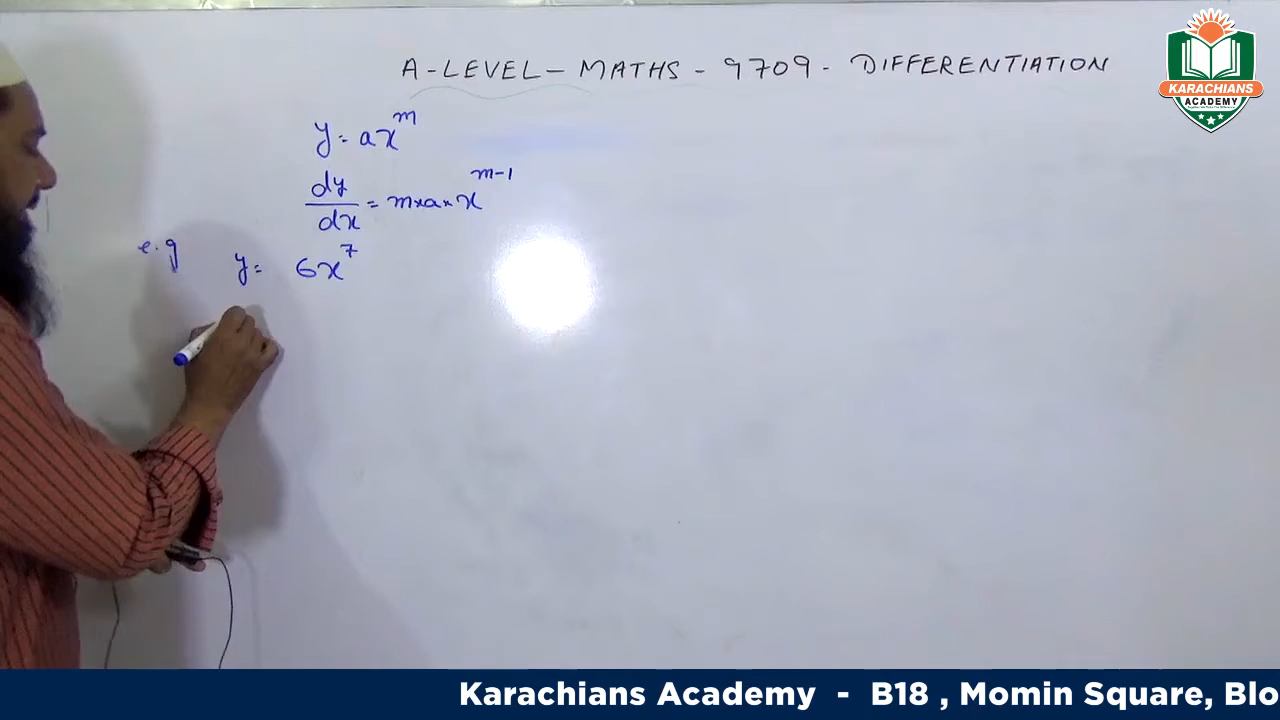 A-LEVEL-MATHS-9709-DIFFERENTIATION
KARACHIANS
ACADEMY
y = ax^m
dy/dx = m×a×x^m-1
e.g y = 6x^7
Karachians Academy - B18 , Momin Square, Blo